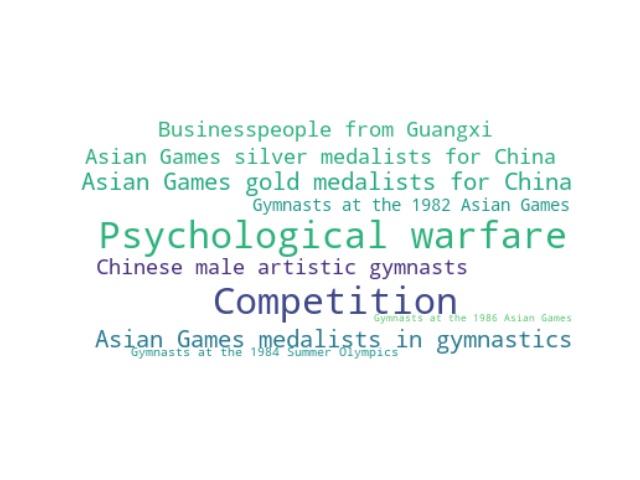 Businesspeople from Guangxi
Asian Games silver medalists for China
Asian Games gold medalists for China
Gymnasts at the 1982 Asian Games
Psychological warfare
Chinese male artistic gymnasts
Competition
Gymnasts at the 1986 Asian Games
Asian Games medalists in gymnastics
Gymnasts at the 1984 Summer Olympics